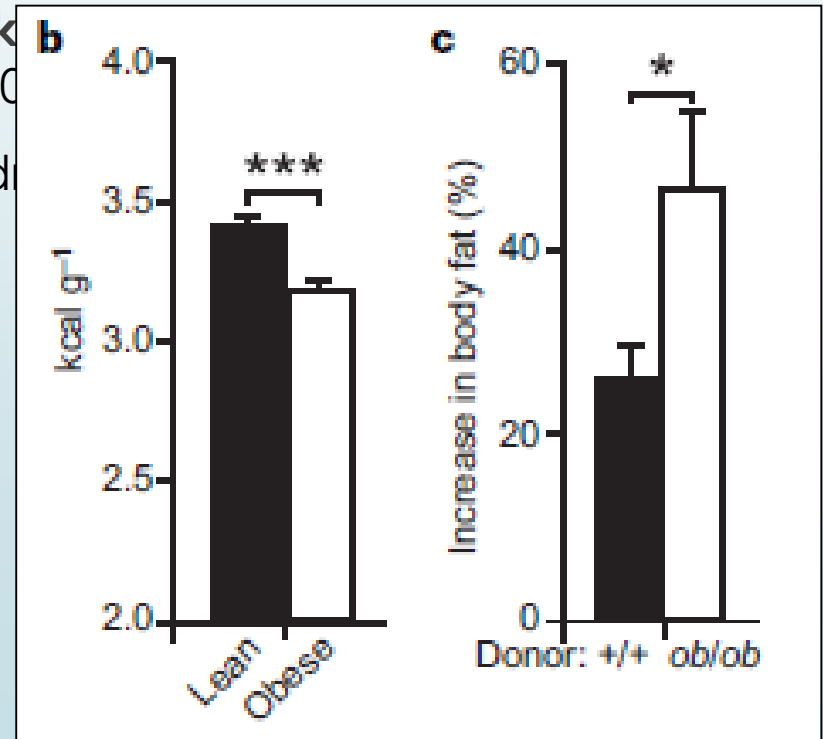 k
b
4.0
3.5
3.0
2.5
2.0
kcal g⁻¹
***
Lean
Obese
c
60
40
20
0
Increase in body fat (%)
*
Donor: +/+ ob/ob